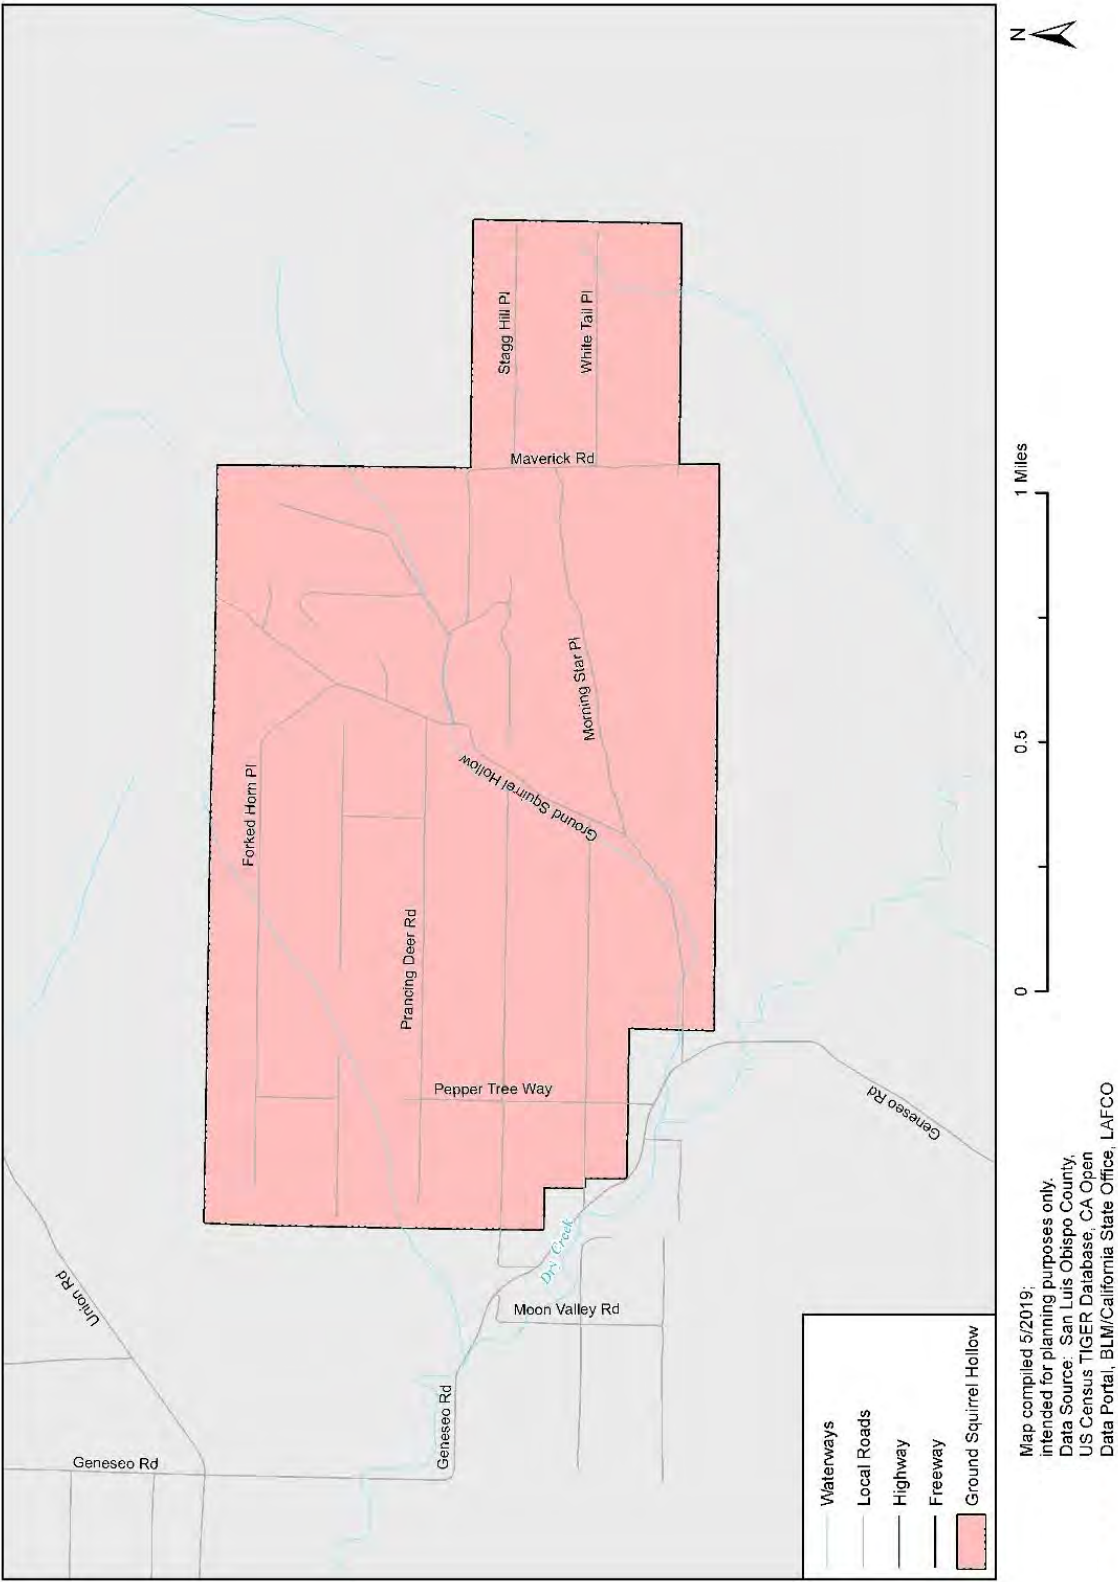 N
Stagg Hill Pl
White Tail Pl
Maverick Rd
Morning Star Pl
Ground Squirrel Hollow
Forked Horn Pl
Prancing Deer Rd
Pepper Tree Way
Geneseo Rd
Dry Creek
Moon Valley Rd
Union Rd
Geneseo Rd
Geneseo Rd
0
0.5
1 Miles
Waterways
Local Roads
Highway
Freeway
Ground Squirrel Hollow
Map compiled 5/2019;
intended for planning purposes only.
Data Source: San Luis Obispo County,
US Census TIGER Database, CA Open
Data Portal, BLM/California State Office, LAFCO